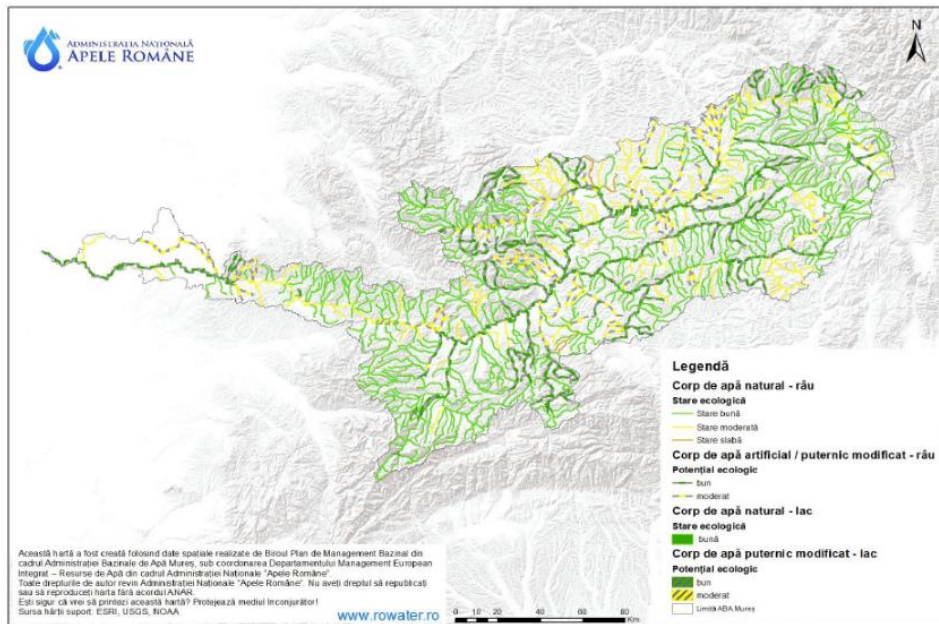 ADMINISTRAȚIA NAȚIONALĂ
APELE ROMÂNE
N
Legendă
Corp de apă natural - râu
Stare ecologică
Stare bună
Stare moderată
Stare slabă
Corp de apă artificial / puternic modificat - râu
Potențial ecologic
bun
moderat
Corp de apă natural - lac
Stare ecologică
bună
Corp de apă puternic modificat - lac
Potențial ecologic
bun
moderat
Limită ABA Mureș
Această hartă a fost creată folosind date spatiale realizate de Biroul Plan de Management Bazinal din
cadrul Administrației Bazinale de Apă Mureș, sub coordonarea Departamentului Management European
Integrat – Resurse de Apă din cadrul Administrației Naționale "Apele Române".
Toate drepturile de autor revin Administrației Naționale "Apele Române". Nu aveți dreptul să republicați
sau să reproduceți harta fără acordul ANAR.
Ești sigur că vrei să printezi această hartă? Protejează mediul înconjurător!
Sursa hărții suport: ESRI, USGS, NOAA
www.rowater.ro
0 10 20 40 60 80
Km